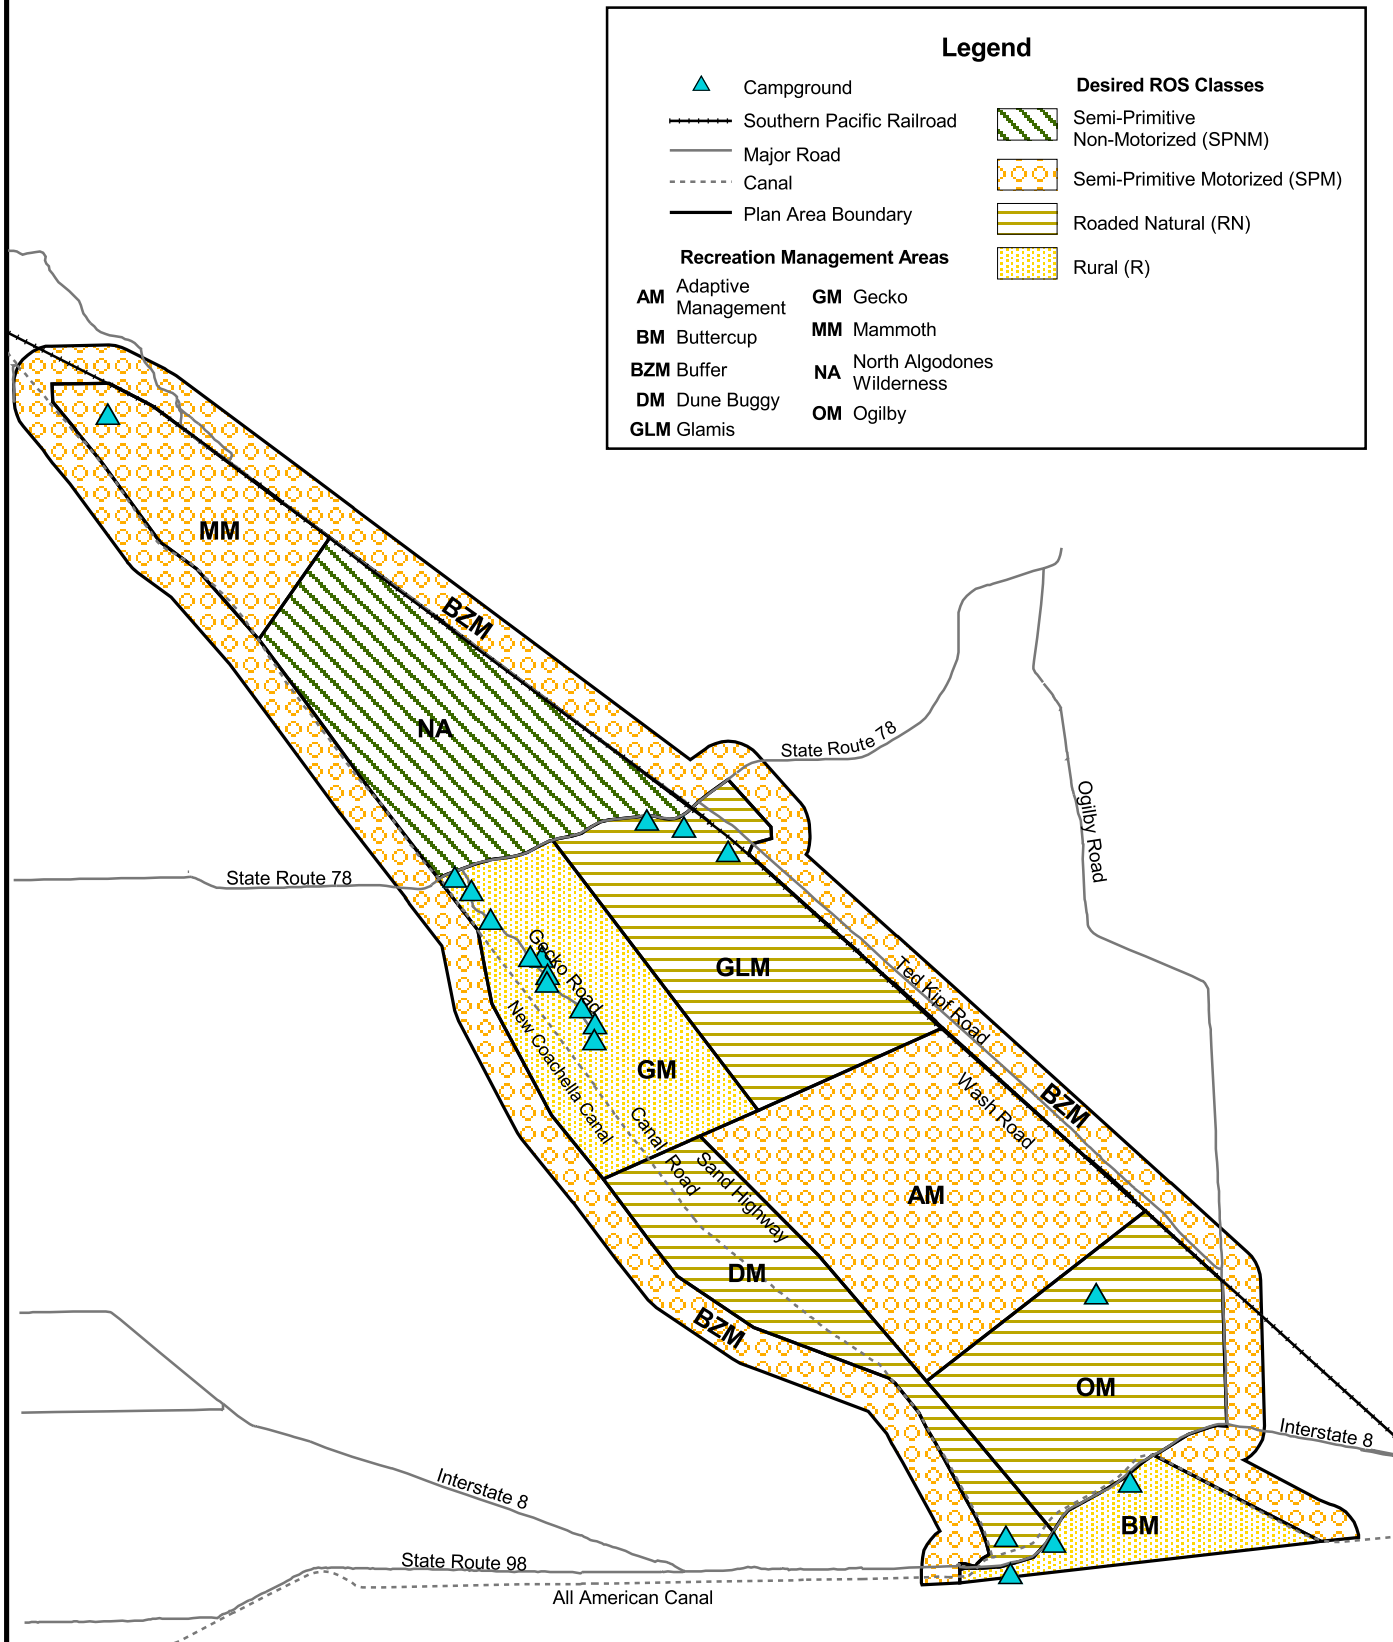 Legend
Campground
Southern Pacific Railroad
Major Road
Canal
Plan Area Boundary
Desired ROS Classes
Semi-Primitive
Non-Motorized (SPNM)
Semi-Primitive Motorized (SPM)
Roaded Natural (RN)
Rural (R)
Recreation Management Areas
AM Adaptive
Management
BM Buttercup
BZM Buffer
DM Dune Buggy
GLM Glamis
GM Gecko
MM Mammoth
NA North Algodones
Wilderness
OM Ogilby
MM
BZM
NA
State Route 78
Ogilby Road
State Route 78
Gecko Road
GLM
Ted Kipf Road
New Coachella Canal
GM
Wash Road
BZM
Canal Road
Sand Highway
AM
DM
BZM
OM
Interstate 8
Interstate 8
BM
State Route 98
All American Canal